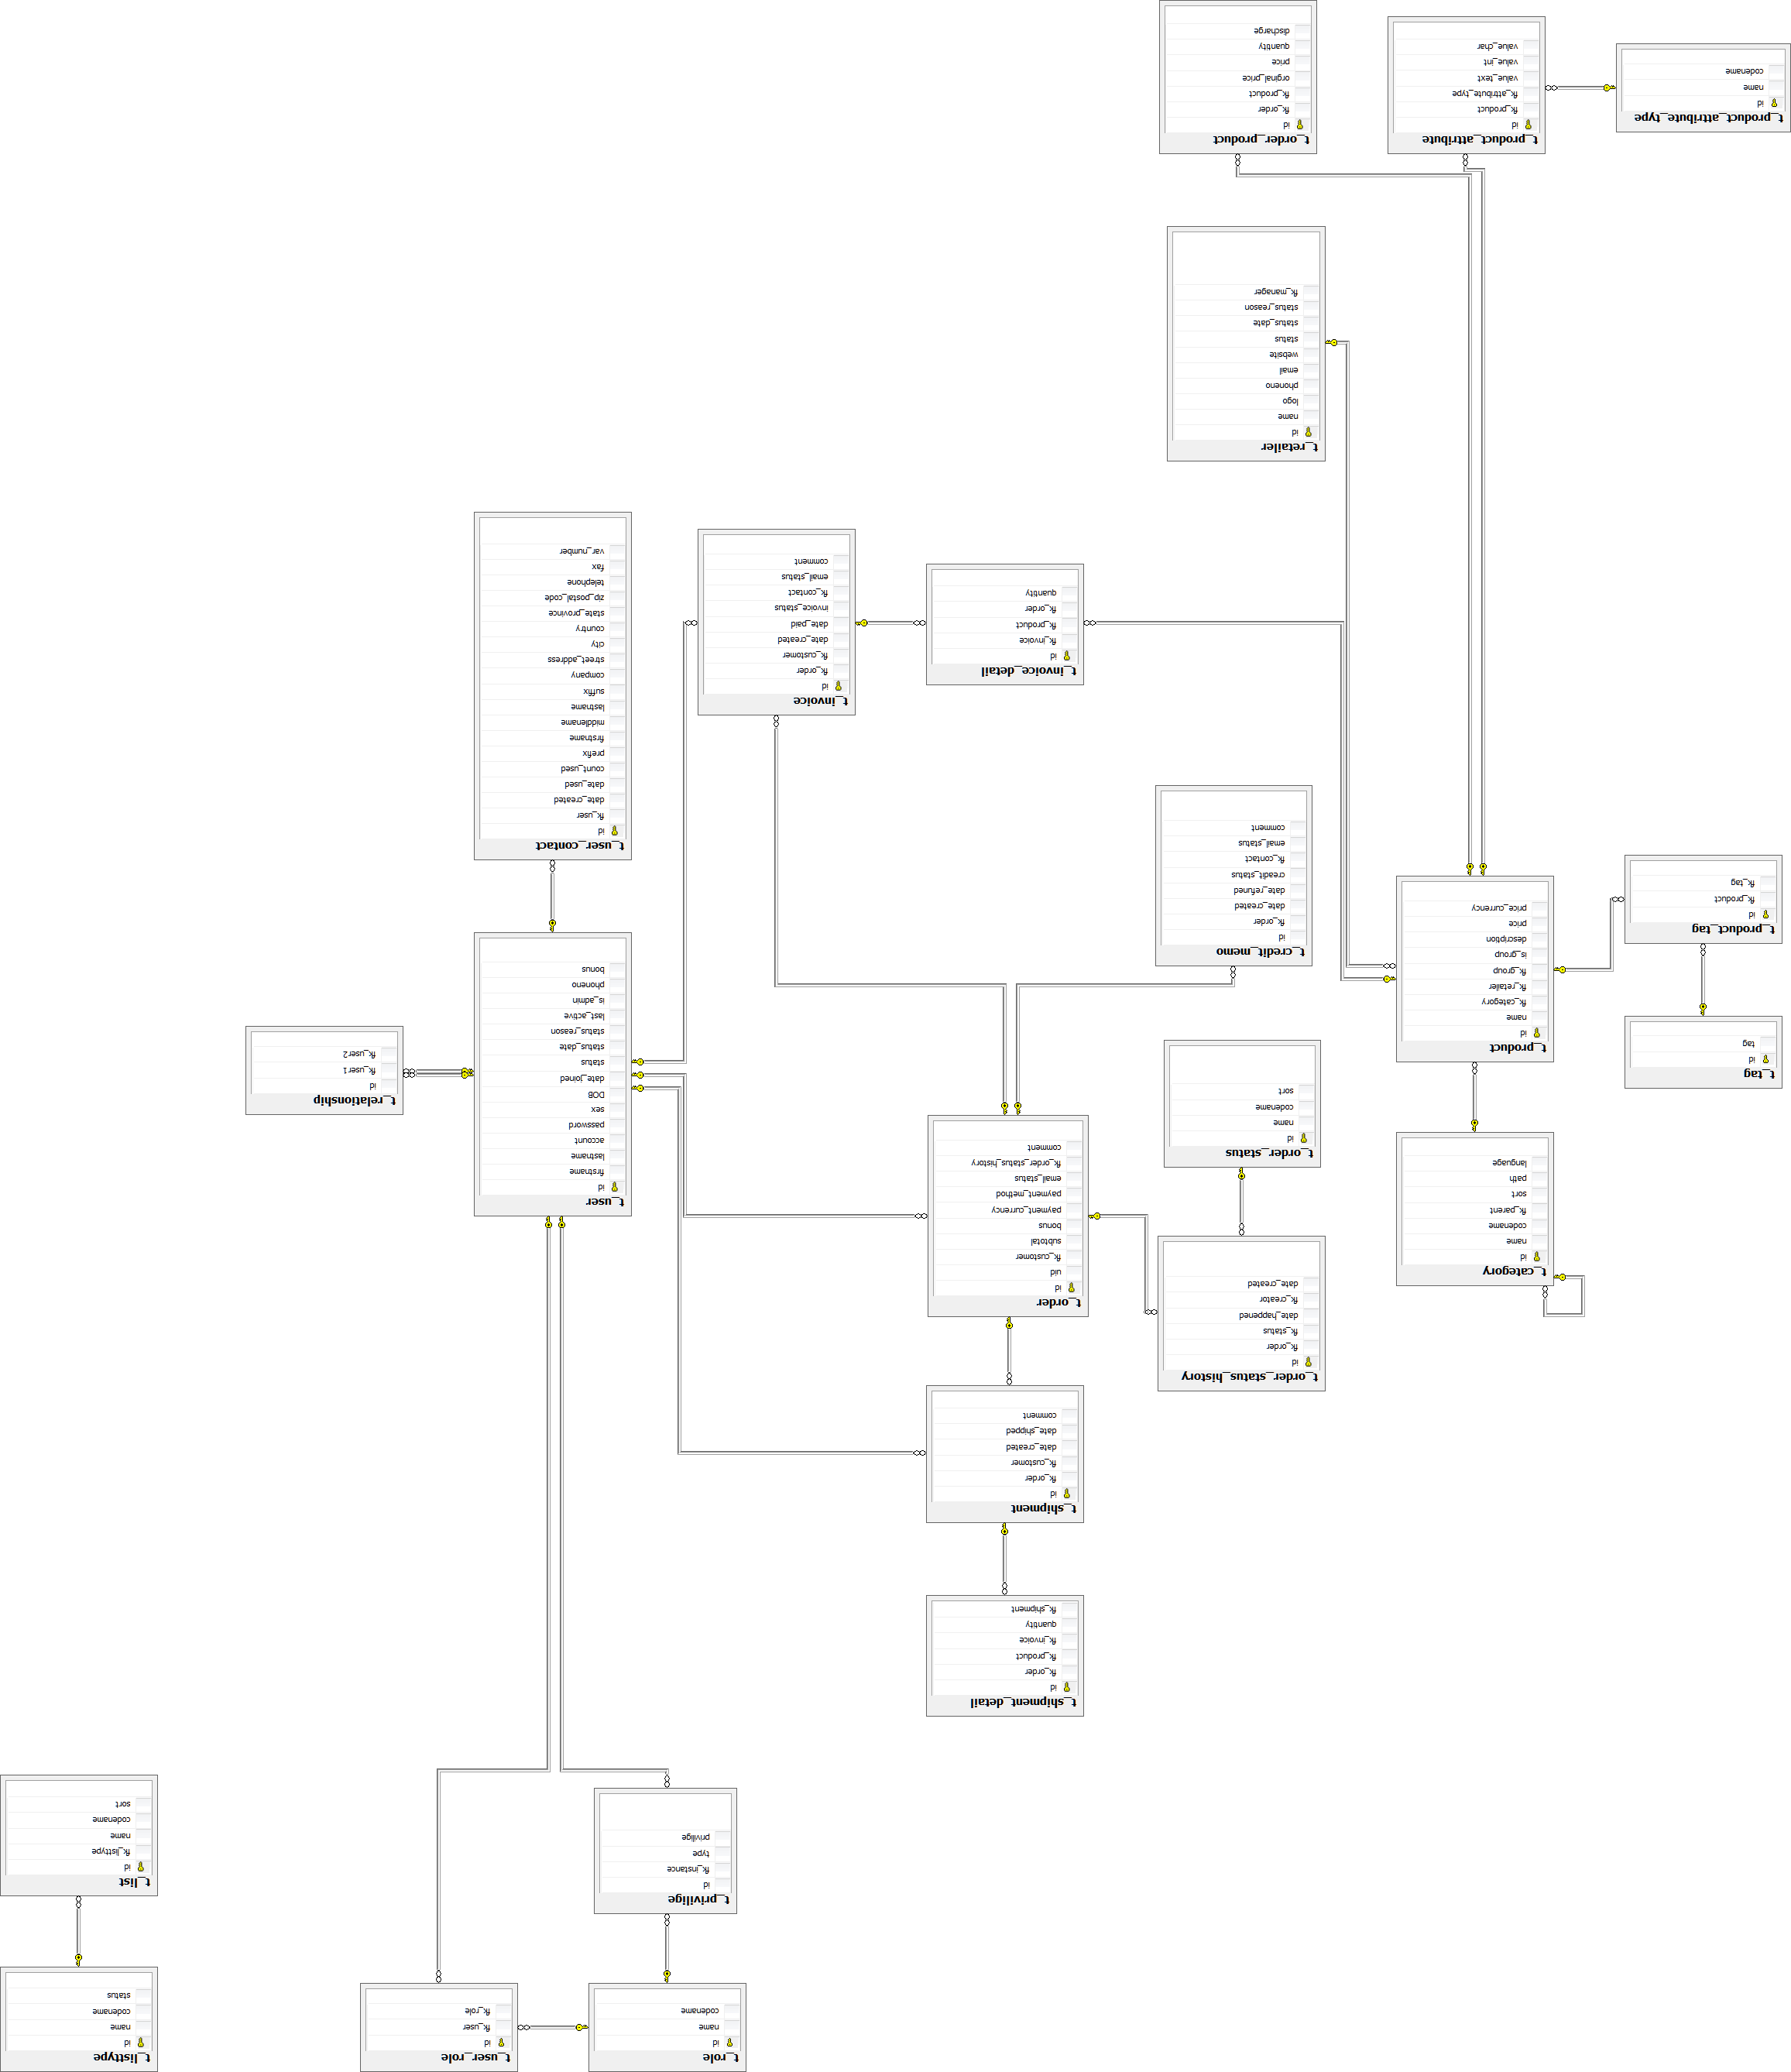 t_role
id
name
codename
t_user_role
id
fk_user
fk_role
t_listtype
id
name
codename
status
t_privilige
id
fk_instance
type
privilige
t_list
id
fk_listtype
name
codename
sort
t_shipment_detail
id
fk_order
fk_product
fk_invoice
quantity
fk_shipment
t_shipment
id
fk_order
fk_customer
date_created
date_shipped
comment
t_order_status_history
id
fk_order
fk_status
date_happened
fk_creator
date_created
t_order
id
uid
fk_customer
subtotal
bonus
payment_currency
payment_method
email_status
fk_order_status_history
comment
t_category
id
name
codename
fk_parent
sort
path
language
t_user
id
firstname
lastname
account
password
sex
DOB
date_joined
status
status_date
status_reason
last_active
is_admin
phoneno
bonus
t_order_status
id
name
codename
sort
t_relationship
id
fk_user1
fk_user2
t_tag
id
tag
t_product
id
name
fk_category
fk_retailer
fk_group
is_group
description
price
price_currency
t_credit_memo
id
fk_order
date_created
date_refuned
creadit_status
fk_contact
email_status
comment
t_product_tag
id
fk_product
fk_tag
t_user_contact
id
fk_user
date_created
date_used
count_used
prefix
firstname
middlename
lastname
suffix
company
street_address
city
country
state_province
zip_postal_code
telephone
fax
var_number
t_invoice_detail
id
fk_invoice
fk_product
fk_order
quantity
t_invoice
id
fk_order
fk_customer
date_created
date_paid
invoice_status
fk_contact
email_status
comment
t_retailer
id
name
logo
phoneno
email
website
status
status_date
status_reason
fk_manager
t_product_attribute_type
id
name
codename
t_product_attribute
id
fk_product
fk_attribute_type
value_text
value_int
value_char
t_order_product
id
fk_order
fk_product
orginal_price
price
quantity
discharge